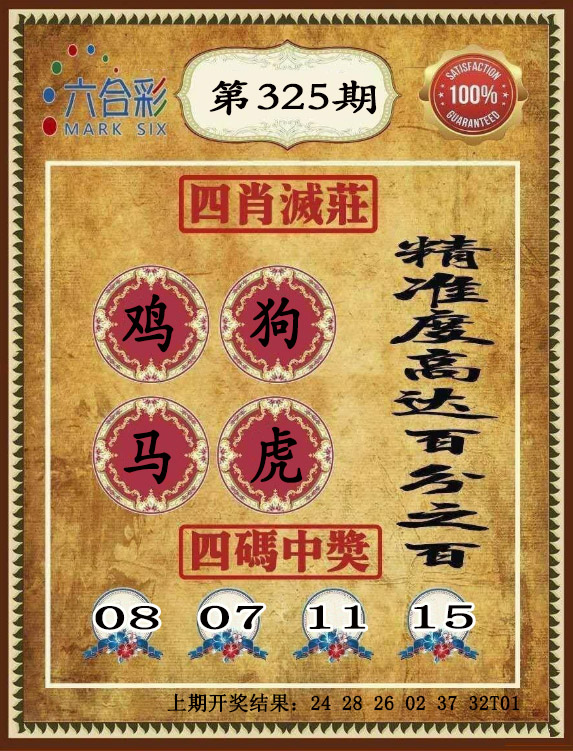 六合彩
MARK SIX
第325期
SATISFACTION
100%
GUARANTEED
四肖滅莊
鸡 狗
马 虎
精准度高达百分之百
四碼中獎
08 07 11 15
上期开奖结果：24 28 26 02 37 32T01